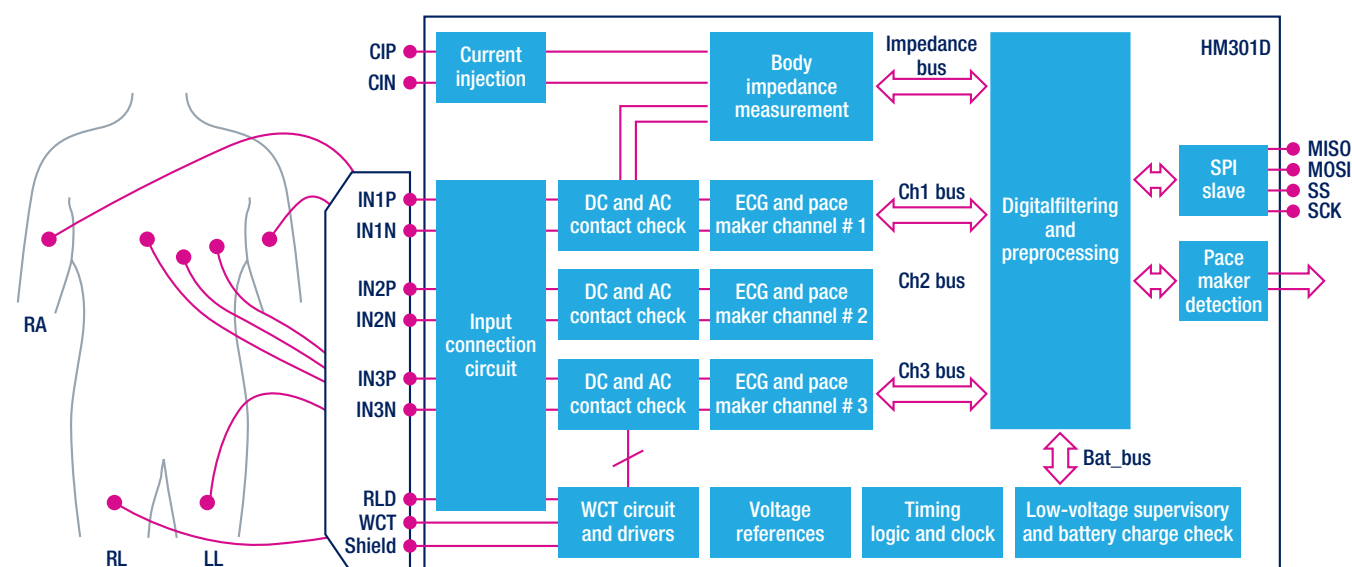 CIP
CIN
Current
injection
Body
impedance
measurement
Impedance
bus
HM301D
IN1P
IN1N
IN2P
IN2N
IN3P
IN3N
RLD
WCT
Shield
RA
RL
LL
Input
connection
circuit
DC and AC
contact check
ECG and pace
maker channel # 1
Ch1 bus
DC and AC
contact check
ECG and pace
maker channel # 2
Ch2 bus
DC and AC
contact check
ECG and pace
maker channel # 3
Ch3 bus
Digitalfiltering
and
preprocessing
SPI
slave
MISO
MOSI
SS
SCK
Pace
maker
detection
Bat_bus
WCT circuit
and drivers
Voltage
references
Timing
logic and clock
Low-voltage supervisory
and battery charge check